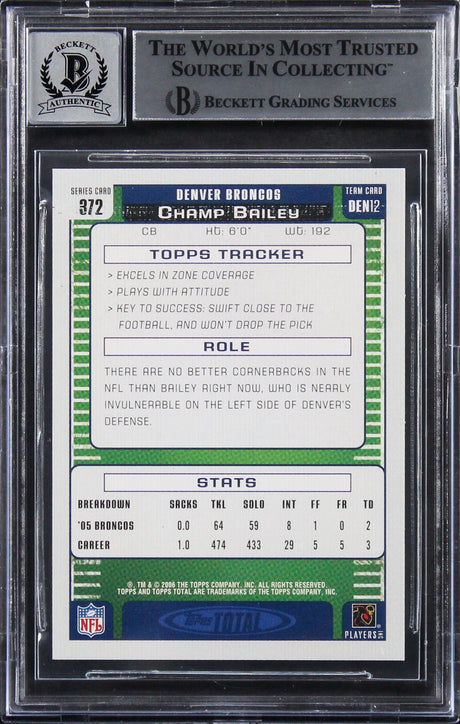 BECKETT
B
AUTHENTIC
THE WORLD'S MOST TRUSTED
SOURCE IN COLLECTING™
B BECKETT GRADING SERVICES
SERIES CARD
372
DENVER BRONCOS
CHAMP BAILEY
TEAM CARD
DEN12
CB HT: 6'0" WT: 192
TOPPS TRACKER
> EXCELS IN ZONE COVERAGE
> PLAYS WITH ATTITUDE
> KEY TO SUCCESS: SWIFT CLOSE TO THE
FOOTBALL, AND WON'T DROP THE PICK
ROLE
THERE ARE NO BETTER CORNERBACKS IN THE
NFL THAN BAILEY RIGHT NOW, WHO IS NEARLY
INVULNERABLE ON THE LEFT SIDE OF DENVER'S
DEFENSE.
STATS
BREAKDOWN SACKS TKL SOLO INT FF FR TD
'05 BRONCOS 0.0 64 59 8 1 0 2
CAREER 1.0 474 433 29 5 5 3
®, TM & © 2006 THE TOPPS COMPANY, INC. ALL RIGHTS RESERVED.
TOPPS AND TOPPS TOTAL ARE TRADEMARKS OF THE TOPPS COMPANY, INC.
NFL
Topps TOTAL
PLAYERS INC